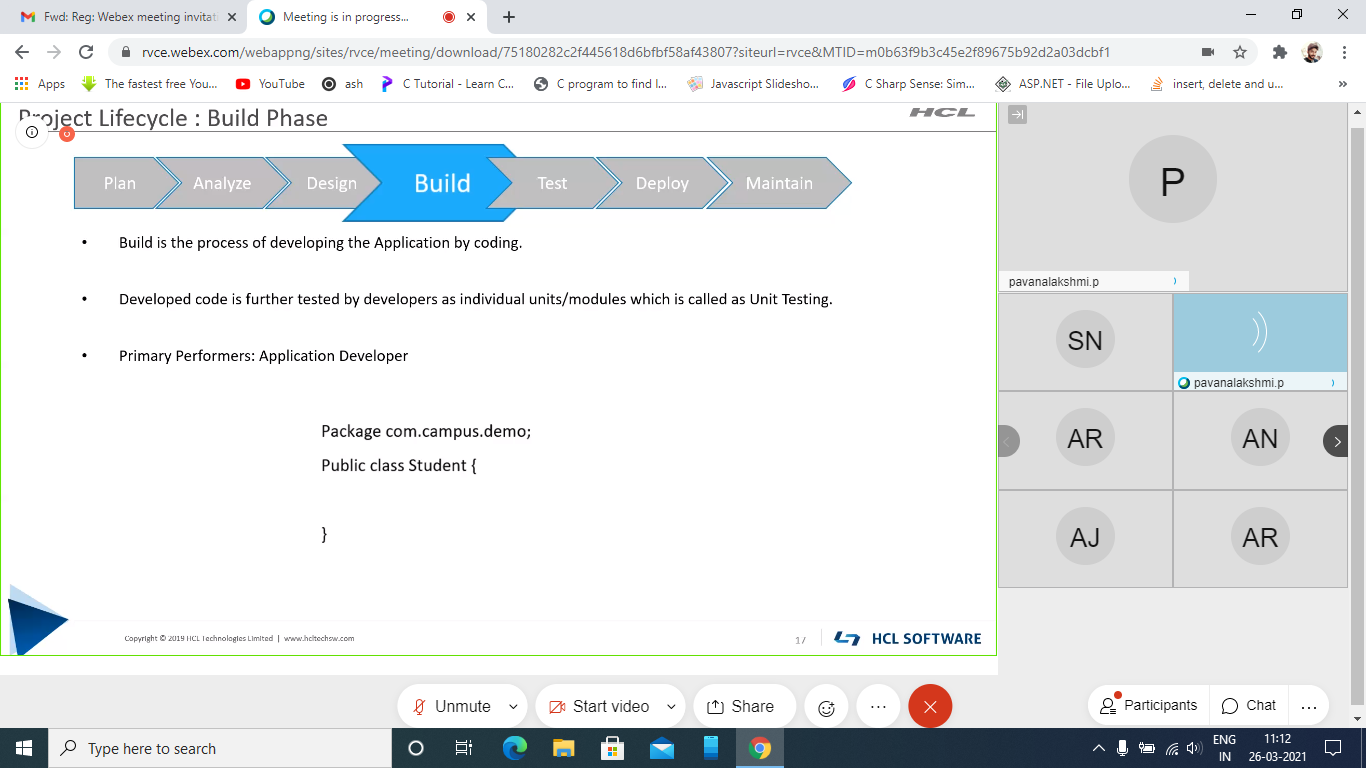 Fwd: Reg: Webex meeting invitati
Meeting is in progress...
rvce.webex.com/webappng/sites/rvce/meeting/download/75180282c2f445618d6bfbf58af43807?siteurl=rvce&MTID=m0b63f9b3c45e2f89675b92d2a03dcbf1
Apps
The fastest free You...
YouTube
ash
C Tutorial - Learn C...
C program to find l...
Javascript Slidesho...
C Sharp Sense: Sim...
ASP.NET - File Uplo...
insert, delete and u...
Project Lifecycle : Build Phase
HCL
Plan
Analyze
Design
Build
Test
Deploy
Maintain
• Build is the process of developing the Application by coding.
• Developed code is further tested by developers as individual units/modules which is called as Unit Testing.
• Primary Performers: Application Developer
Package com.campus.demo;
Public class Student {
}
Copyright © 2019 HCL Technologies Limited | www.hcltechsw.com
17
HCL SOFTWARE
P
pavanalakshmi.p
SN
pavanalakshmi.p
AR
AN
AJ
AR
Unmute
Start video
Share
Participants
Chat
Type here to search
ENG
IN
11:12
26-03-2021